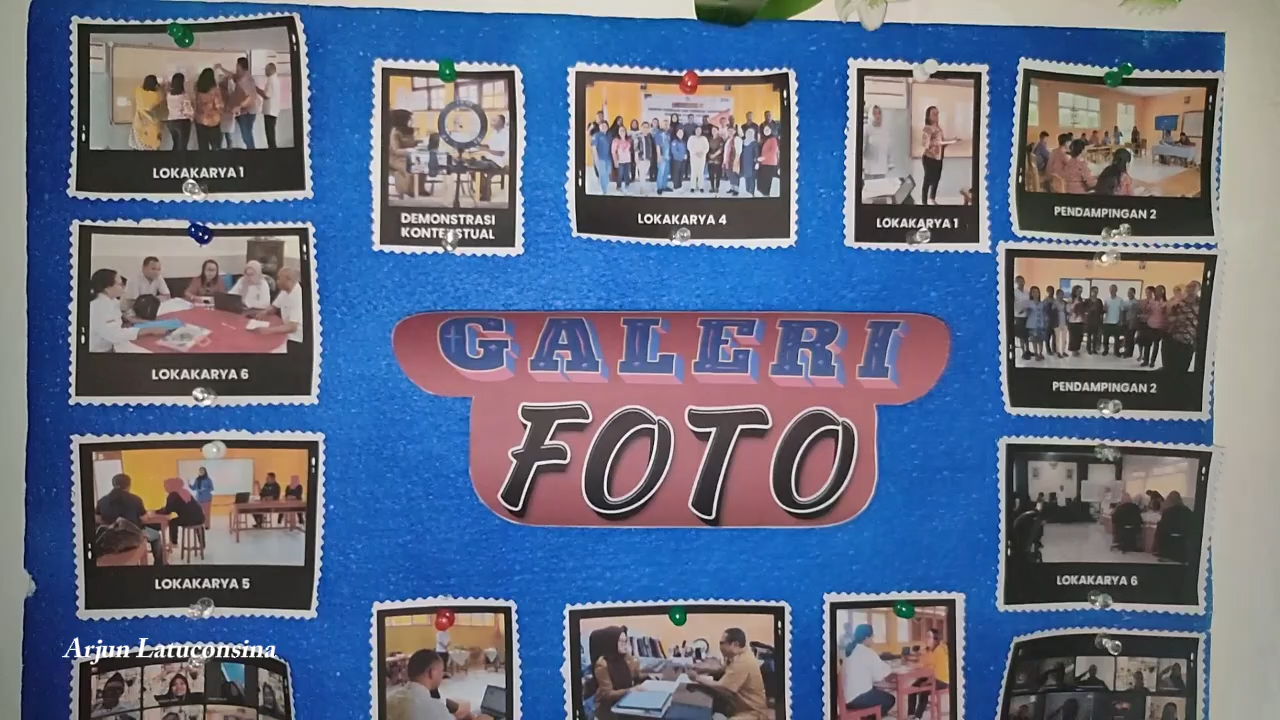 LOKAKARYA 1
DEMONSTRASI
KONTEKSTUAL
LOKAKARYA 4
LOKAKARYA 1
PENDAMPINGAN 2
LOKAKARYA 6
GALERI
FOTO
PENDAMPINGAN 2
LOKAKARYA 5
LOKAKARYA 6
Arjun Latuconsina